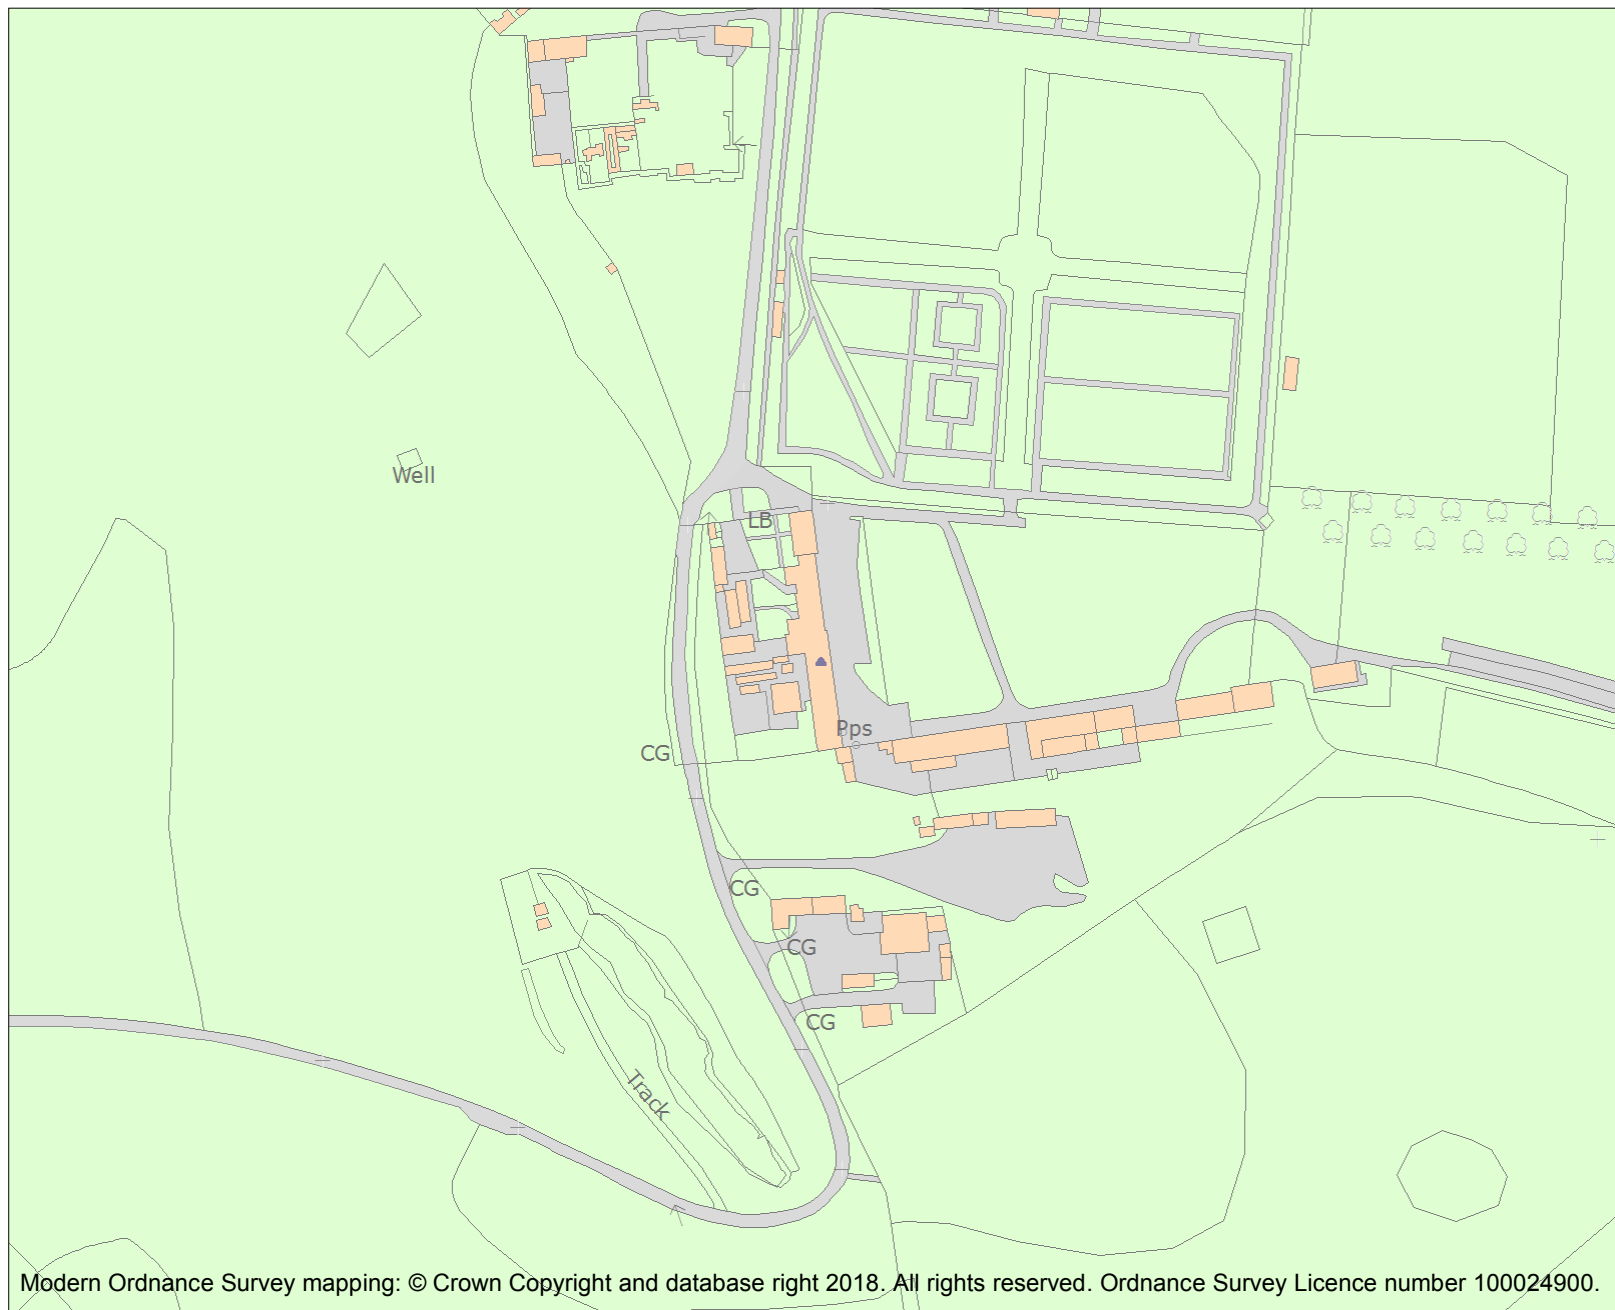 Well
LB
Pps
CG
CG
CG
CG
Track
Modern Ordnance Survey mapping: © Crown Copyright and database right 2018. All rights reserved. Ordnance Survey Licence number 100024900.